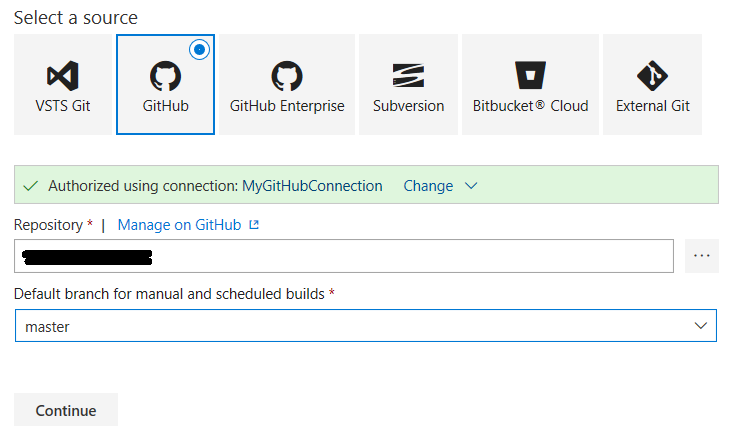 Select a source
VSTS Git
GitHub
GitHub Enterprise
Subversion
Bitbucket® Cloud
External Git
Authorized using connection: MyGitHubConnection Change
Repository * | Manage on GitHub
...
Default branch for manual and scheduled builds *
master
Continue